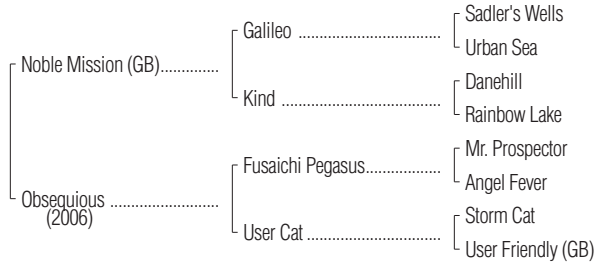 Sadler's Wells
Galileo ................................
Urban Sea
Noble Mission (GB).............
Danehill
Kind ....................................
Rainbow Lake
Mr. Prospector
Fusaichi Pegasus.................
Angel Fever
Obsequious ........................
(2006)
Storm Cat
User Cat ..............................
User Friendly (GB)